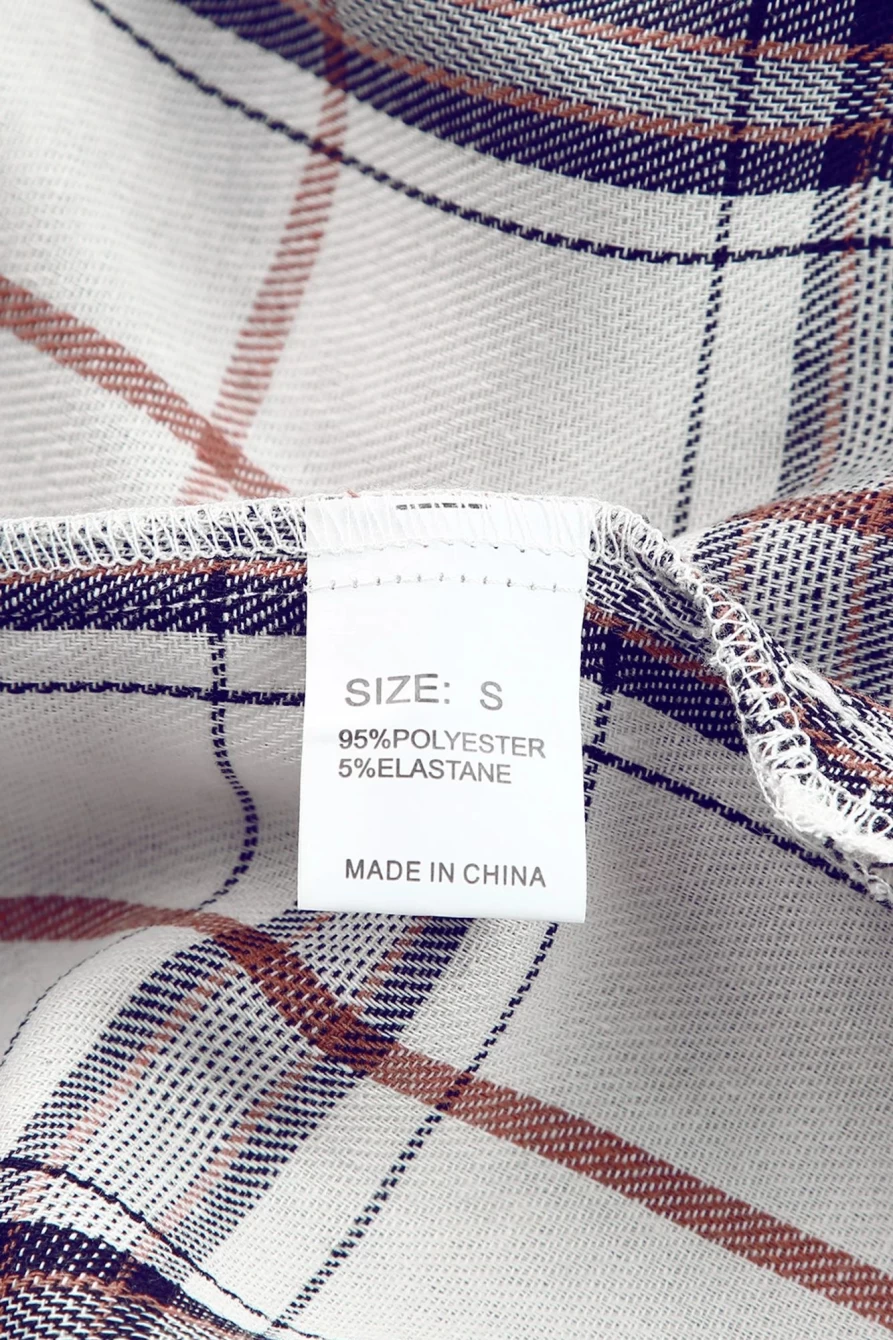 SIZE: S
95%POLYESTER
5%ELASTANE
MADE IN CHINA